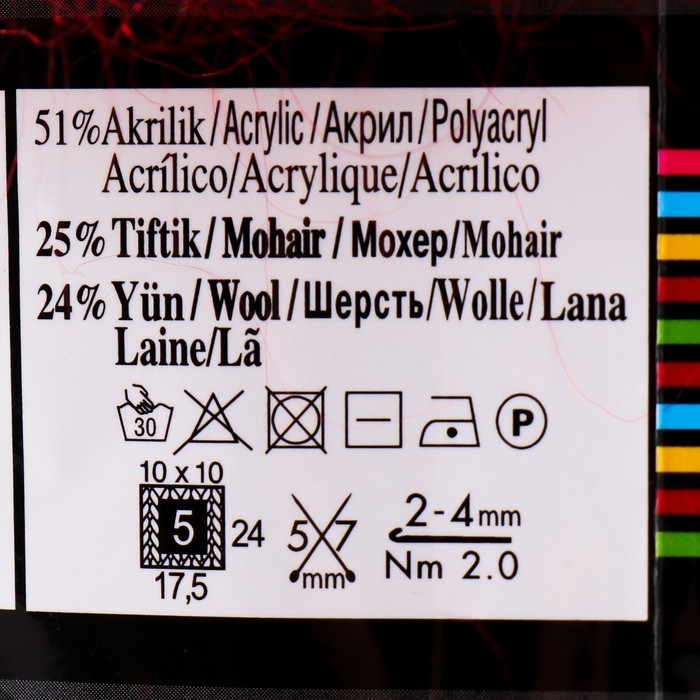 51% Akrilik / Acrylic / Акрил / Polyacryl
Acrílico/Acrylique/Acrilico
25% Tiftik / Mohair / Мохер/Mohair
24% Yün / Wool / Шерсть/Wolle/Lana
Laine/Lã
30
P
10 x 10
5
24
17,5
5 7
mm
2-4mm
Nm 2.0